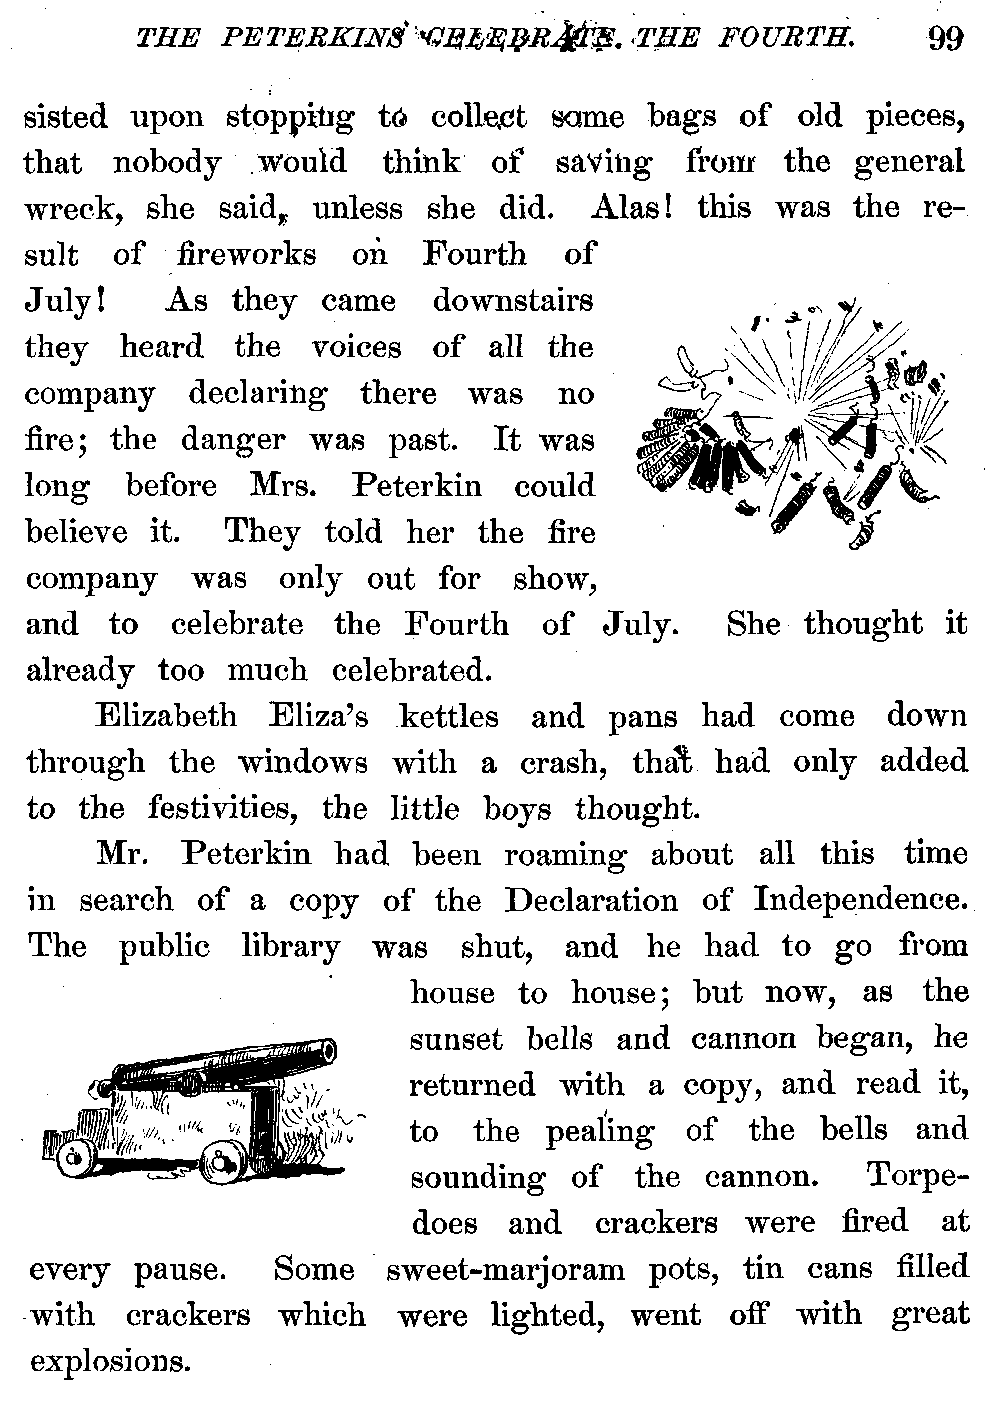 THE PETERKINS CELEBRATE THE FOURTH. 99
sisted upon stopping to collect some bags of old pieces,
that nobody would think of saving from the general
wreck, she said, unless she did. Alas! this was the re-
sult of fireworks on Fourth of
July! As they came downstairs
they heard the voices of all the
company declaring there was no
fire; the danger was past. It was
long before Mrs. Peterkin could
believe it. They told her the fire
company was only out for show,
and to celebrate the Fourth of July. She thought it
already too much celebrated.
Elizabeth Eliza's kettles and pans had come down
through the windows with a crash, that had only added
to the festivities, the little boys thought.
Mr. Peterkin had been roaming about all this time
in search of a copy of the Declaration of Independence.
The public library was shut, and he had to go from
house to house; but now, as the
sunset bells and cannon began, he
returned with a copy, and read it,
to the pealing of the bells and
sounding of the cannon. Torpe-
does and crackers were fired at
every pause. Some sweet-marjoram pots, tin cans filled
with crackers which were lighted, went off with great
explosions.